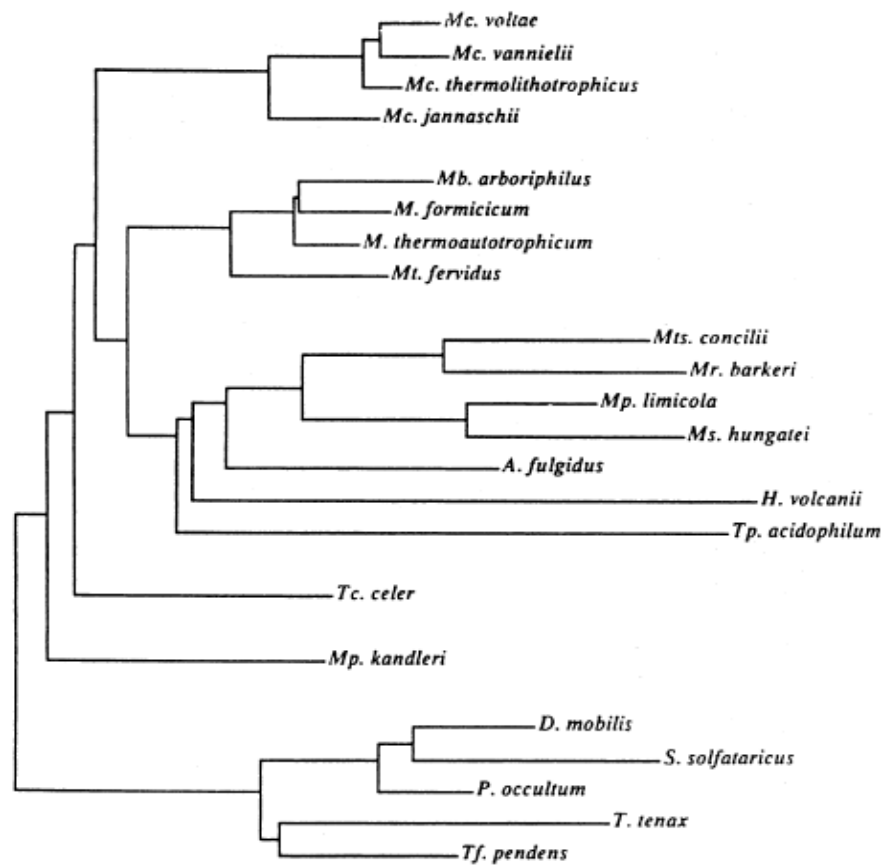 Mc. voltae
Mc. vannielii
Mc. thermolithotrophicus
Mc. jannaschii
Mb. arboriphilus
M. formicicum
M. thermoautotrophicum
Mt. fervidus
Mts. concilii
Mr. barkeri
Mp. limicola
Ms. hungatei
A. fulgidus
H. volcanii
Tp. acidophilum
Tc. celer
Mp. kandleri
D. mobilis
S. solfataricus
P. occultum
T. tenax
Tf. pendens